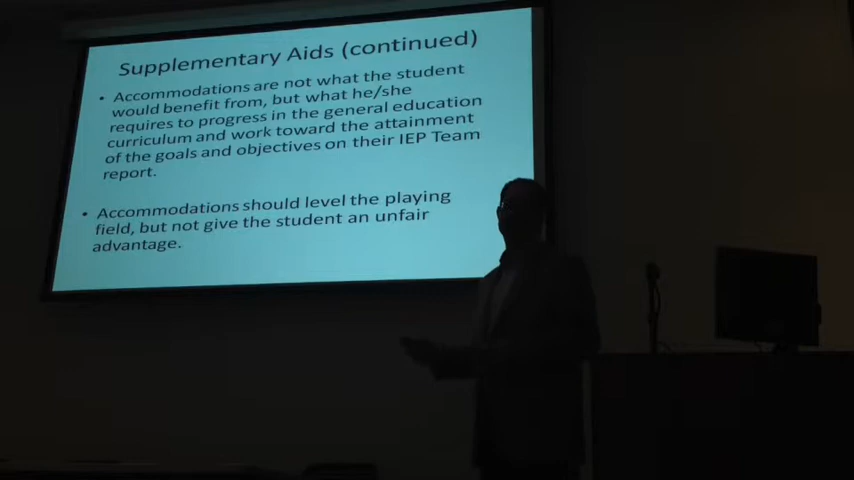 Supplementary Aids (continued)
• Accommodations are not what the student
would benefit from, but what he/she
requires to progress in the general education
curriculum and work toward the attainment
of the goals and objectives on their IEP Team
report.
• Accommodations should level the playing
field, but not give the student an unfair
advantage.